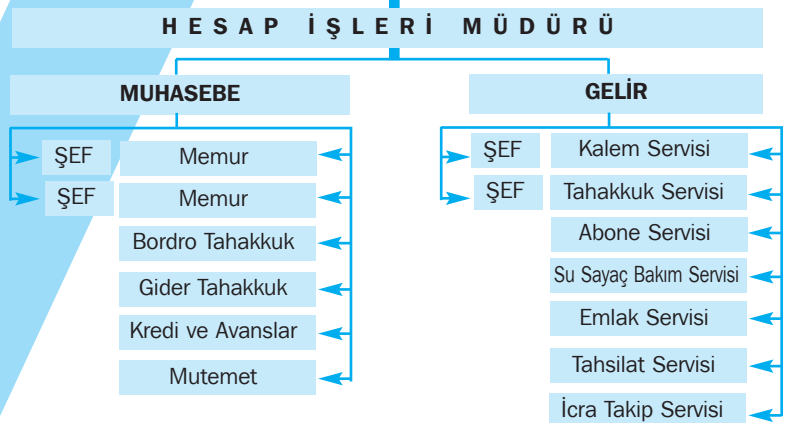 HESAP İŞLERİ MÜDÜRÜ
MUHASEBE
ŞEF
Memur
ŞEF
Memur
Bordro Tahakkuk
Gider Tahakkuk
Kredi ve Avanslar
Mutemet
GELİR
ŞEF
Kalem Servisi
ŞEF
Tahakkuk Servisi
Abone Servisi
Su Sayaç Bakım Servisi
Emlak Servisi
Tahsilat Servisi
İcra Takip Servisi